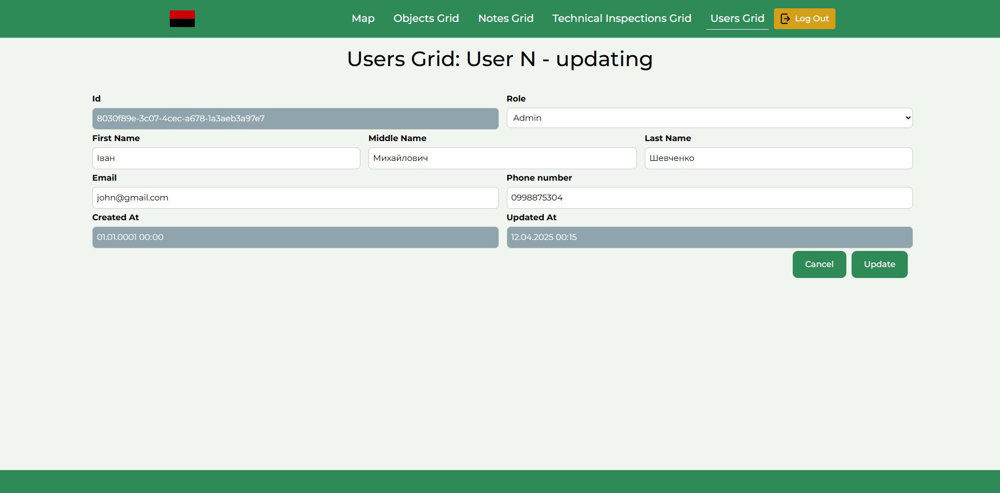 Map Objects Grid Notes Grid Technical Inspections Grid Users Grid Log Out
Users Grid: User N - updating
Id Role
8030f89e-3c07-4cec-a678-1a3aeb3a97e7 Admin
First Name Middle Name Last Name
Іван Михайлович Шевченко
Email Phone number
john@gmail.com 0998875304
Created At Updated At
01.01.0001 00:00 12.04.2025 00:15
Cancel Update